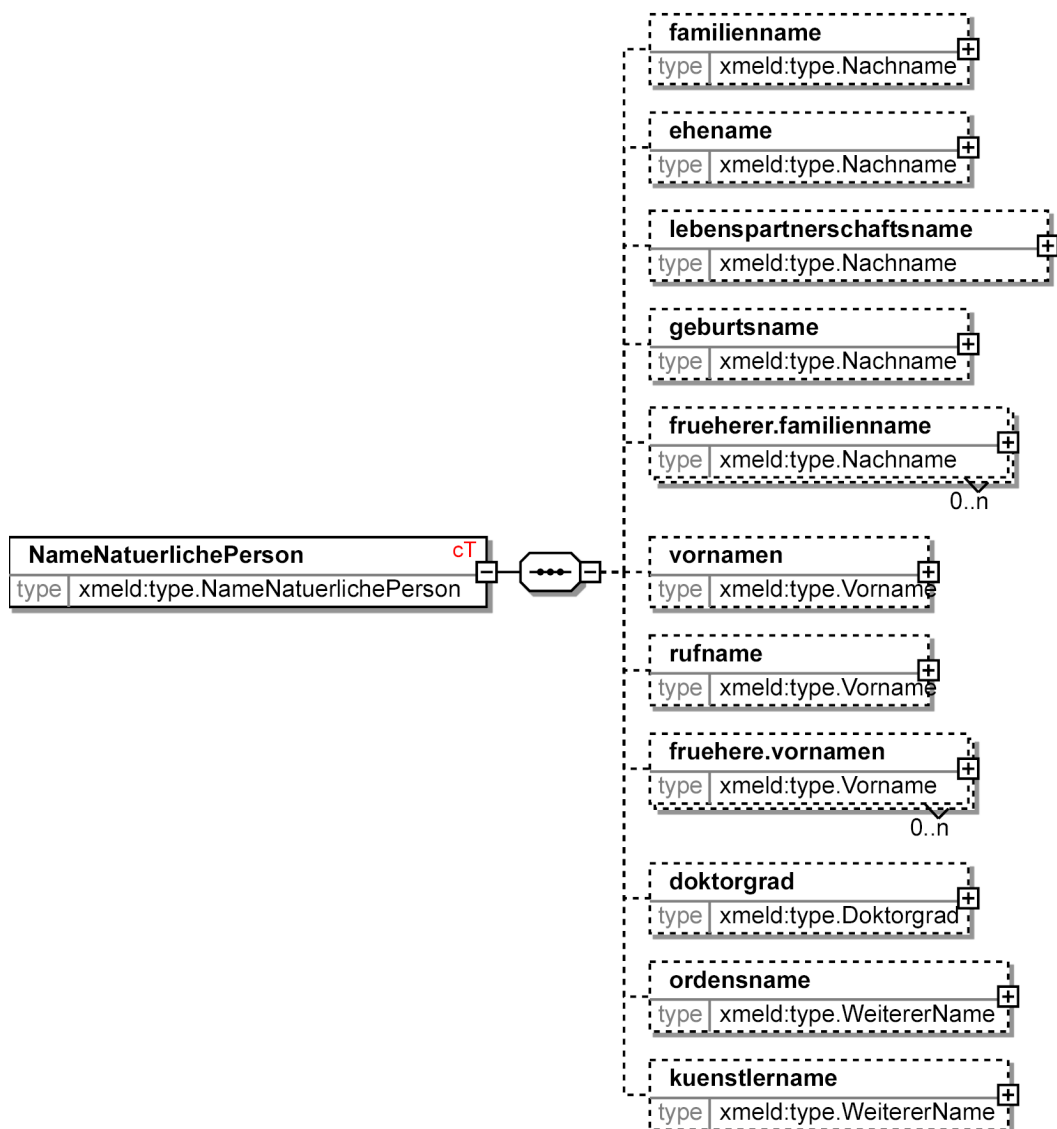 familienname
type xmeld:type.Nachname
ehename
type xmeld:type.Nachname
lebenspartnerschaftsname
type xmeld:type.Nachname
geburtsname
type xmeld:type.Nachname
frueherer.familienname
type xmeld:type.Nachname
0..n
NameNatuerlichePerson cT
type xmeld:type.NameNatuerlichePerson
vornamen
type xmeld:type.Vorname
rufname
type xmeld:type.Vorname
fruehere.vornamen
type xmeld:type.Vorname
0..n
doktorgrad
type xmeld:type.Doktorgrad
ordensname
type xmeld:type.WeitererName
kuenstlername
type xmeld:type.WeitererName